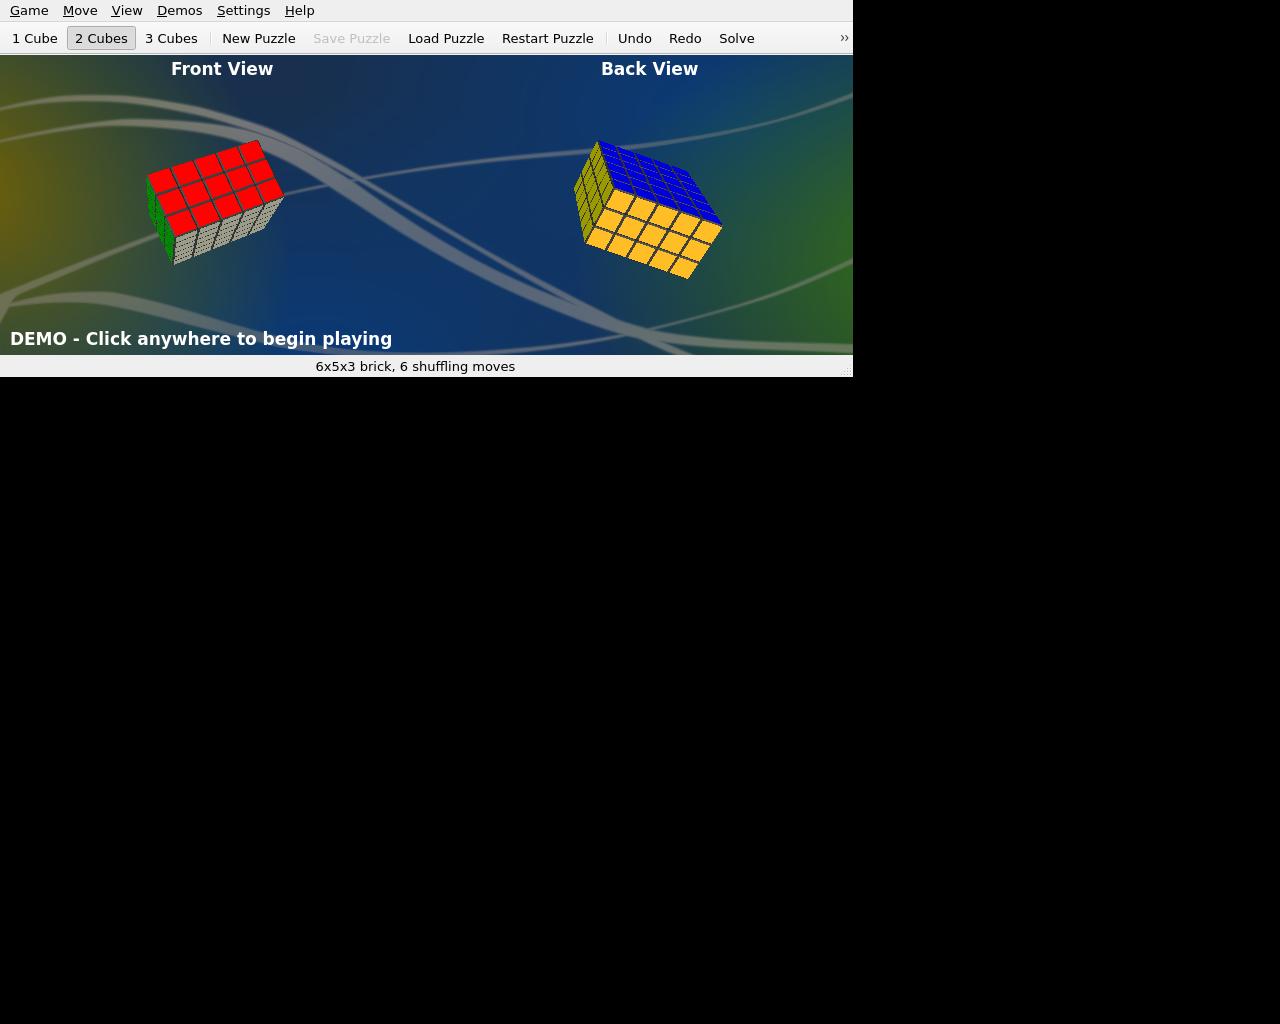 Game Move View Demos Settings Help
1 Cube 2 Cubes 3 Cubes New Puzzle Save Puzzle Load Puzzle Restart Puzzle Undo Redo Solve ››
Front View Back View
DEMO - Click anywhere to begin playing
6x5x3 brick, 6 shuffling moves